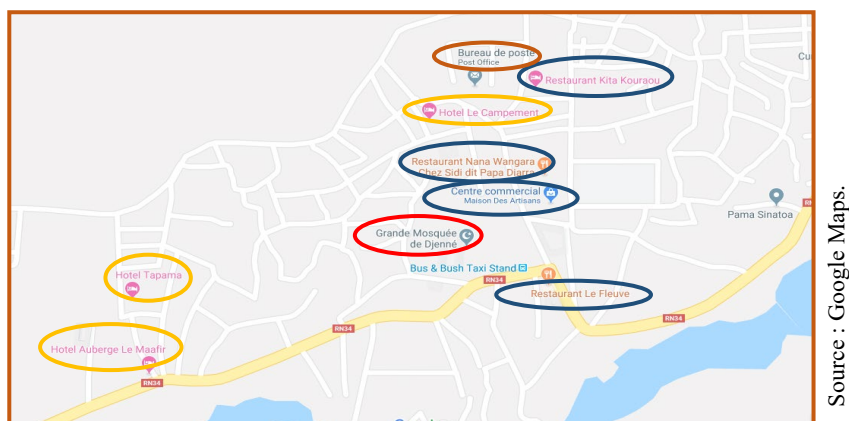 Bureau de poste
Post Office
Restaurant Kita Kouraou
Hotel Le Campement
Restaurant Nana Wangara
Chez Sidi dit Papa Diarra
Centre commercial
Maison Des Artisans
Pama Sinatoa
Grande Mosquée
de Djenné
Bus & Bush Taxi Stand
RN34
Hotel Tapama
Restaurant Le Fleuve
RN34
RN34
Hotel Auberge Le Maafir
RN34
Source : Google Maps.